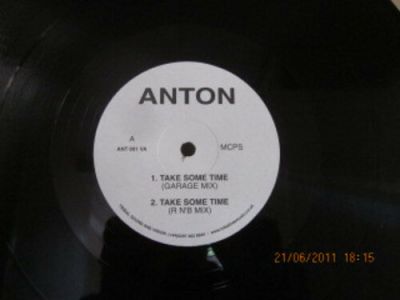 ANTON
A
ANT 001 VA
MCPS
1. TAKE SOME TIME
(GARAGE MIX)
2. TAKE SOME TIME
(R N'B MIX)
21/06/2011 18:15